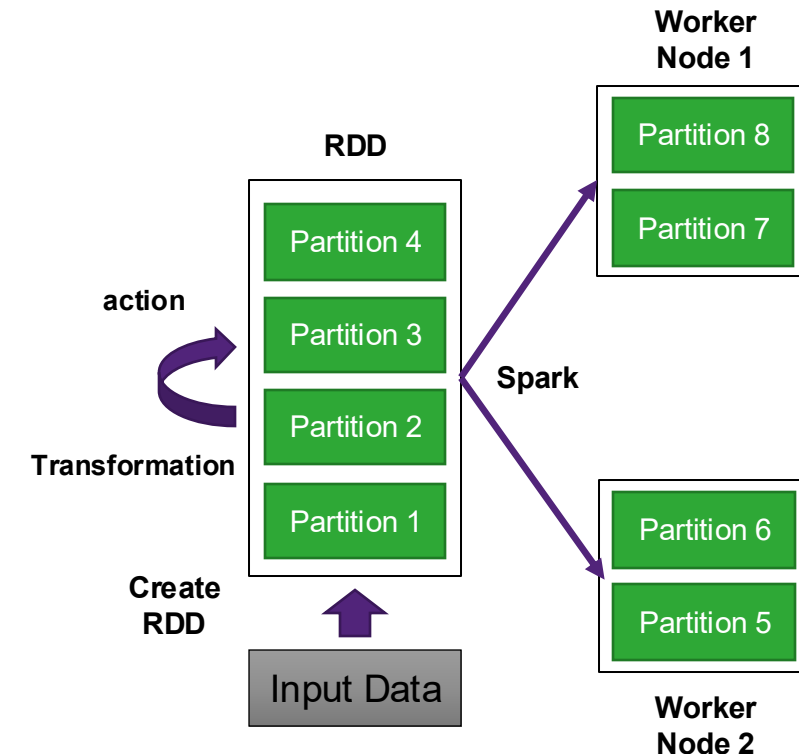 Worker
Node 1
Partition 8
Partition 7
RDD
Partition 4
Partition 3
Partition 2
Partition 1
action
Transformation
Spark
Create
RDD
Input Data
Partition 6
Partition 5
Worker
Node 2